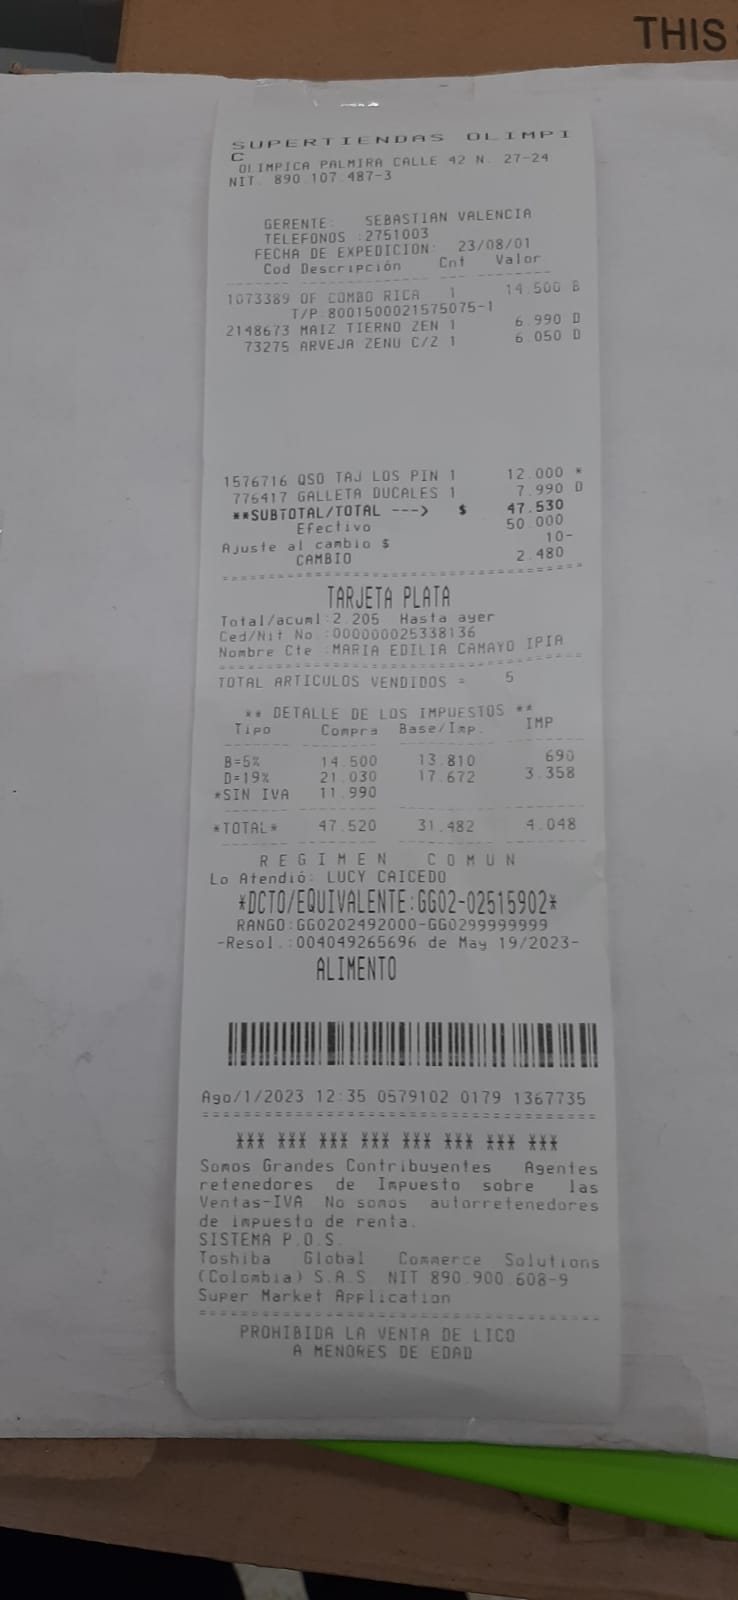 THIS
SUPERTIENDAS OLIMPI
C
OLIMPICA PALMIRA CALLE 42 N. 27-24
NIT. 890.107.487-3
GERENTE: SEBASTIAN VALENCIA
TELEFONOS :2751003
FECHA DE EXPEDICION: 23/08/01
Cod Descripción Cnt Valor
1073389 OF COMBO RICA 1 14.500 B
T/P.8001500021575075-1
2148673 MAIZ TIERNO ZEN 1 6.990 D
73275 ARVEJA ZENU C/Z 1 6.050 D
1576716 QSO TAJ LOS PIN 1 12.000 *
776417 GALLETA DUCALES 1 7.990 D
**SUBTOTAL/TOTAL ---> $ 47.530
Efectivo 50.000
Ajuste al cambio $ 10-
CAMBIO 2.480
================================
TARJETA PLATA
Total/acuml:2.205 Hasta ayer
Ced/Nit No.:000000025338136
Nombre Cte :MARIA EDILIA CAMAYO IPIA
================================
TOTAL ARTICULOS VENDIDOS = 5
** DETALLE DE LOS IMPUESTOS **
Tipo Compra Base/Imp. IMP
B=5% 14.500 13.810 690
D=19% 21.030 17.672 3.358
*SIN IVA 11.990
*TOTAL* 47.520 31.482 4.048
R E G I M E N C O M U N
Lo Atendió: LUCY CAICEDO
*DCTO/EQUIVALENTE:GG02-02515902*
RANGO:GG0202492000-GG0299999999
-Resol.:004049265696 de May 19/2023-
ALIMENTO
Ago/1/2023 12:35 0579102 0179 1367735
================================
*** *** *** *** *** *** *** ***
Somos Grandes Contribuyentes Agentes
retenedores de Impuesto sobre las
Ventas-IVA No somos autorretenedores
de impuesto de renta.
SISTEMA P.O.S.
Toshiba Global Commerce Solutions
(Colombia) S.A.S NIT 890.900.608-9
Super Market Application
================================
PROHIBIDA LA VENTA DE LICO
A MENORES DE EDAD